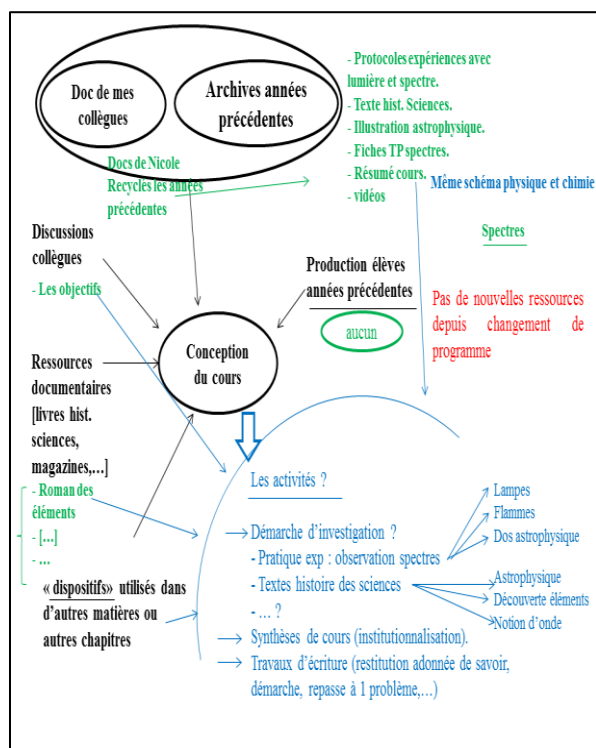 Doc de mes
collègues
Archives années
précédentes
- Protocoles expériences avec
lumière et spectre.
- Texte hist. Sciences.
- Illustration astrophysique.
- Fiches TP spectres.
- Résumé cours.
- vidéos
Docs de Nicole
Recyclés les années
précédentes
Même schéma physique et chimie
Spectres
Discussions
collègues
- Les objectifs
Production élèves
années précédentes
aucun
Pas de nouvelles ressources
depuis changement de
programme
Conception
du cours
Ressources
documentaires
[livres hist.
sciences,
magazines,...]
- Roman des
éléments
- [...]
- ...
« dispositifs» utilisés dans
d'autres matières ou
autres chapitres
Les activités ?
Démarche d'investigation ?
- Pratique exp : observation spectres
- Textes histoire des sciences
- ... ?
Synthèses de cours (institutionnalisation).
Travaux d'écriture (restitution adonnée de savoir,
démarche, repasse à 1 problème,...)
Lampes
Flammes
Dos astrophysique
Astrophysique
Découverte éléments
Notion d'onde